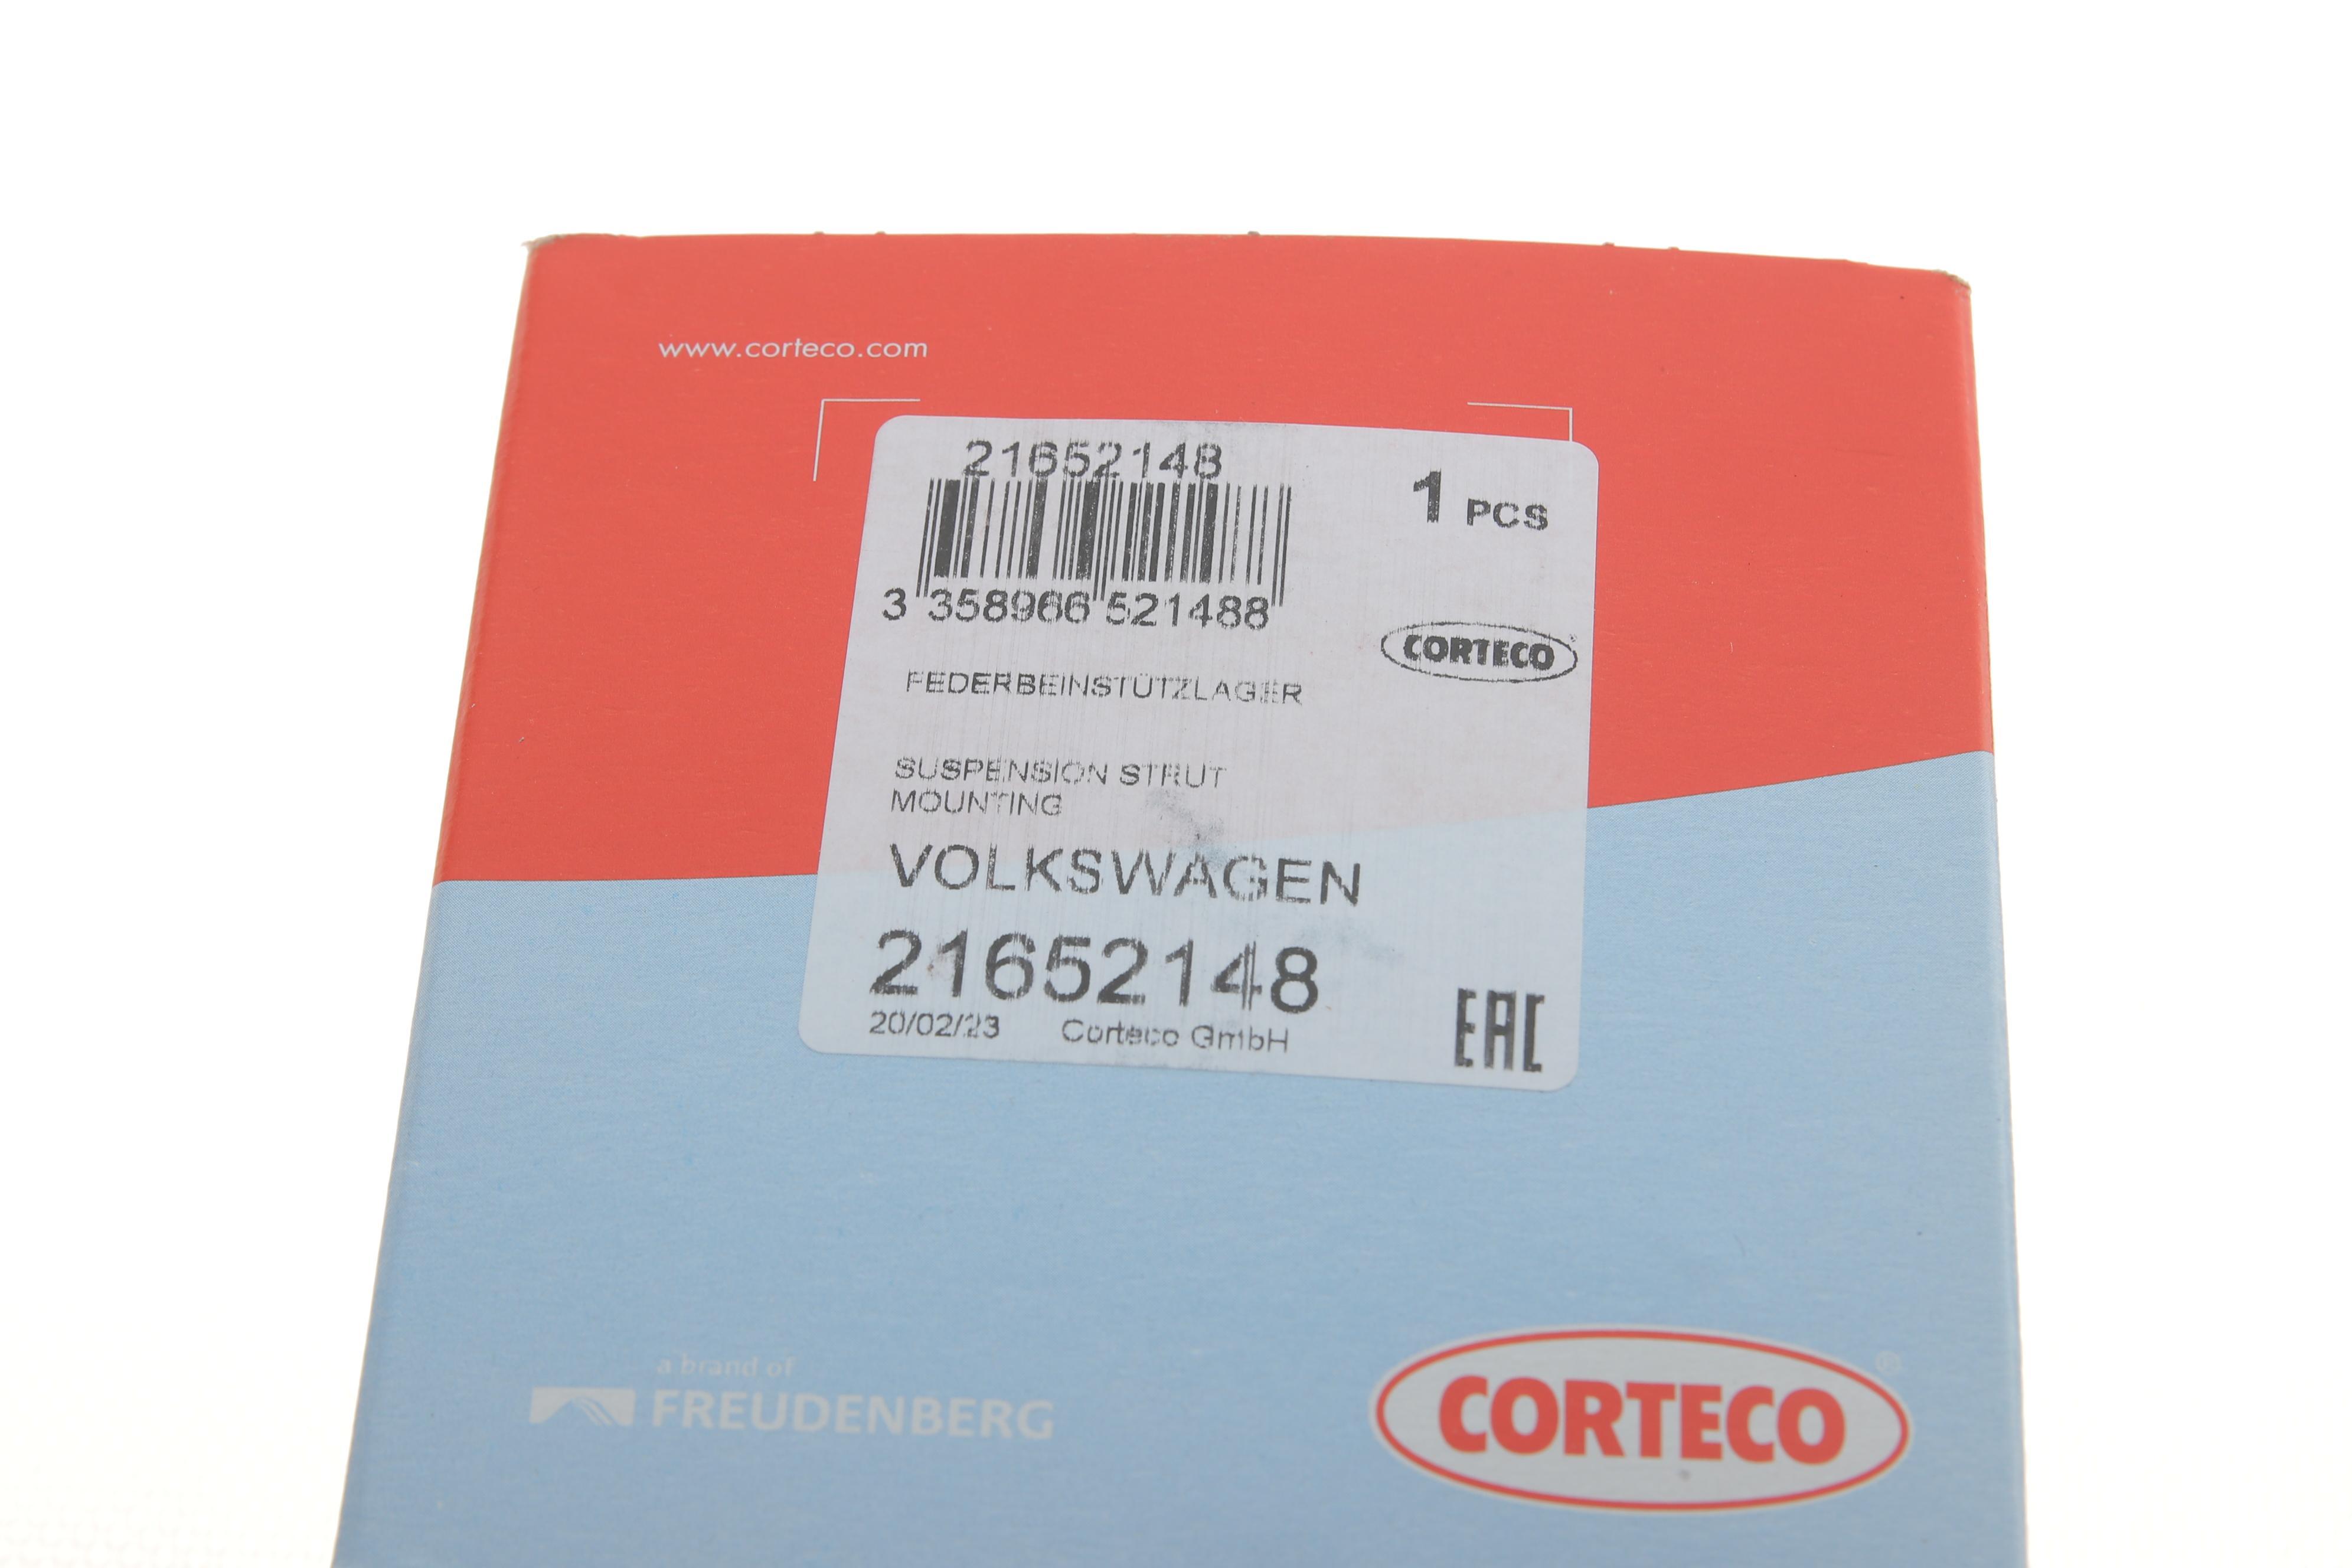 www.corteco.com
21652148
1 PCS
3 358966 521488
CORTECO
FEDERBEINSTÜTZLAGER
SUSPENSION STRUT
MOUNTING
VOLKSWAGEN
21652148
20/02/23 Corteco GmbH
EAC
a brand of
FREUDENBERG
CORTECO®